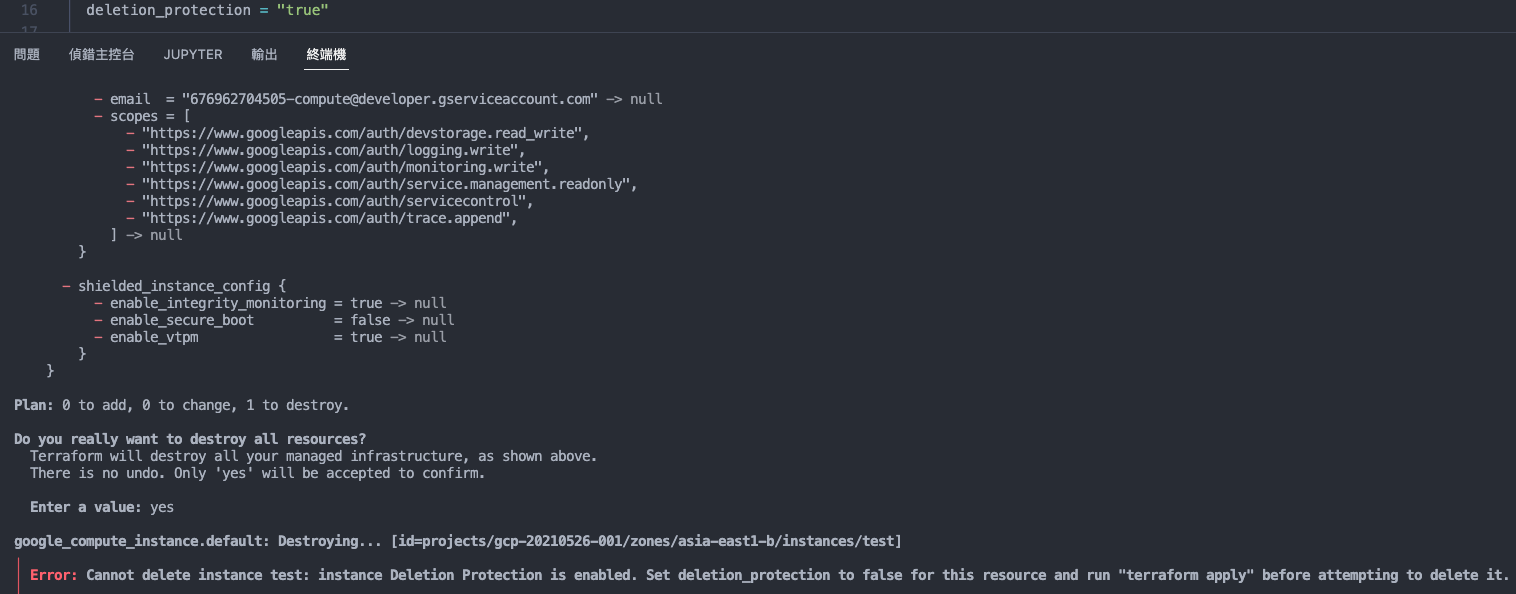 16 deletion_protection = "true"
17
問題 偵錯主控台 JUPYTER 輸出 終端機
- email = "676962704505-compute@developer.gserviceaccount.com" -> null
- scopes = [
- "https://www.googleapis.com/auth/devstorage.read_write",
- "https://www.googleapis.com/auth/logging.write",
- "https://www.googleapis.com/auth/monitoring.write",
- "https://www.googleapis.com/auth/service.management.readonly",
- "https://www.googleapis.com/auth/servicecontrol",
- "https://www.googleapis.com/auth/trace.append",
] -> null
}
- shielded_instance_config {
- enable_integrity_monitoring = true -> null
- enable_secure_boot = false -> null
- enable_vtpm = true -> null
}
}
Plan: 0 to add, 0 to change, 1 to destroy.
Do you really want to destroy all resources?
Terraform will destroy all your managed infrastructure, as shown above.
There is no undo. Only 'yes' will be accepted to confirm.
Enter a value: yes
google_compute_instance.default: Destroying... [id=projects/gcp-20210526-001/zones/asia-east1-b/instances/test]
Error: Cannot delete instance test: instance Deletion Protection is enabled. Set deletion_protection to false for this resource and run "terraform apply" before attempting to delete it.